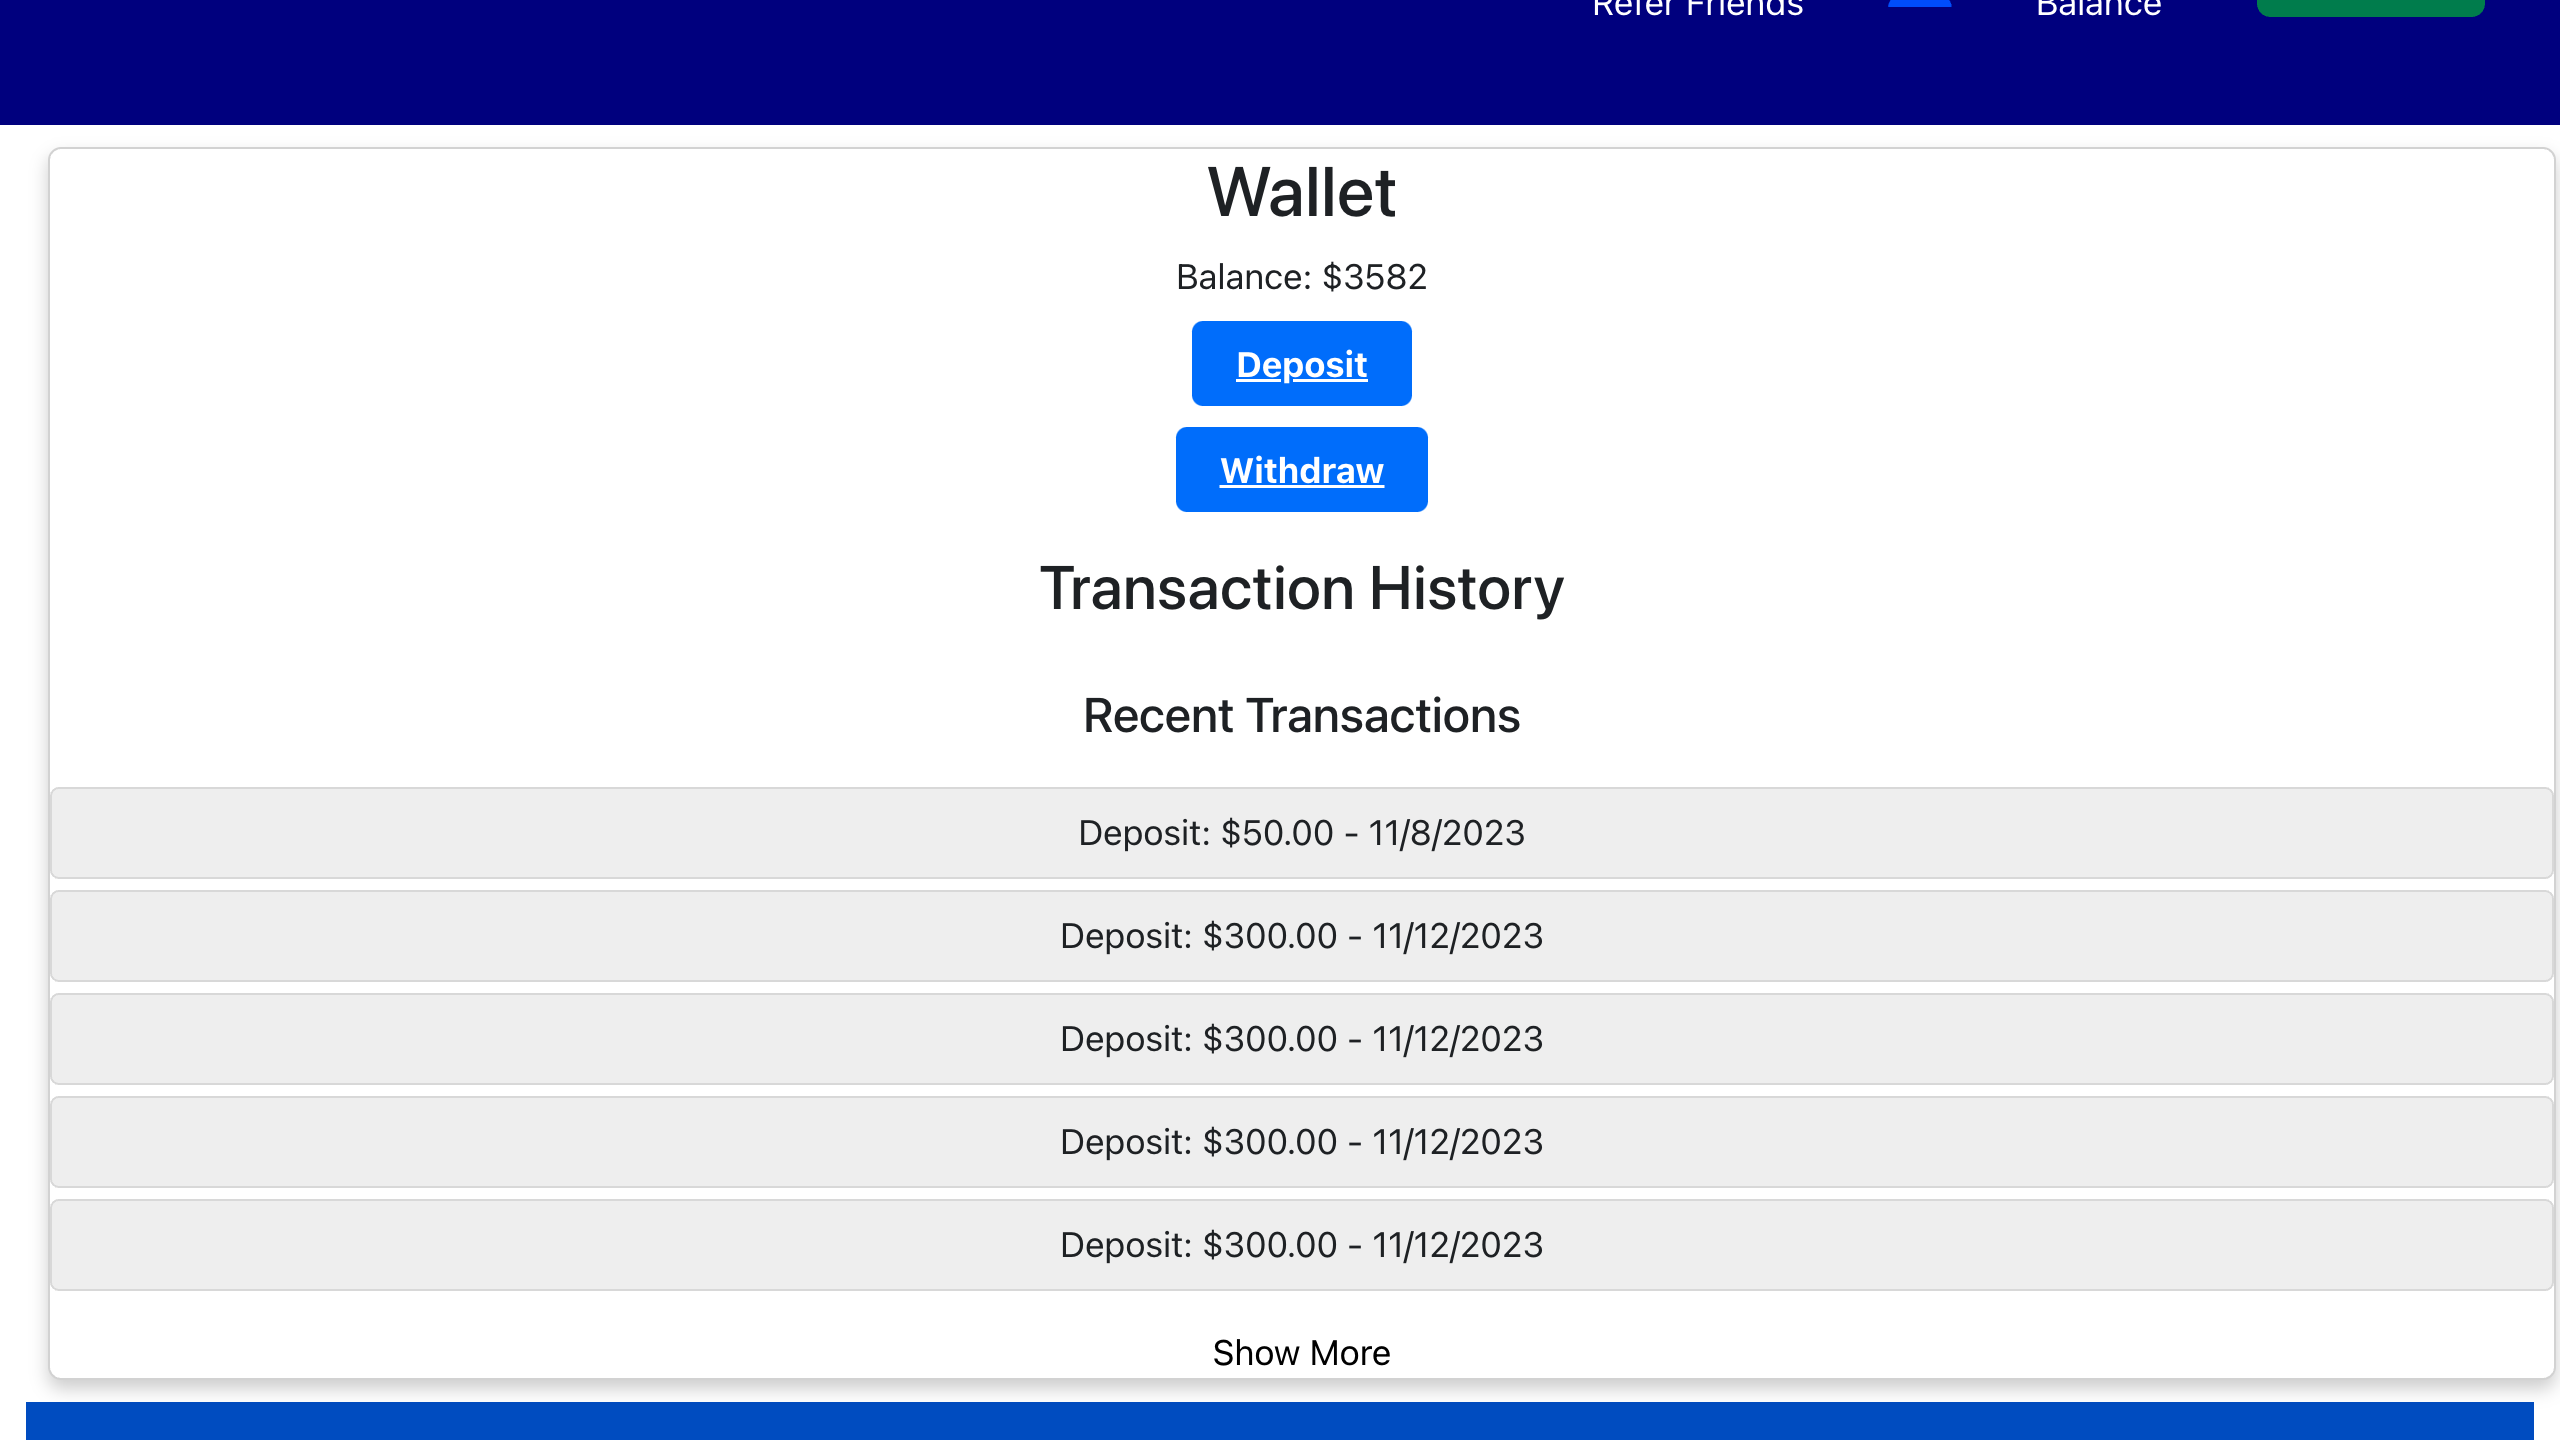 Refer Friends
Balance
Wallet
Balance: $3582
Deposit
Withdraw
Transaction History
Recent Transactions
Deposit: $50.00 - 11/8/2023
Deposit: $300.00 - 11/12/2023
Deposit: $300.00 - 11/12/2023
Deposit: $300.00 - 11/12/2023
Deposit: $300.00 - 11/12/2023
Show More